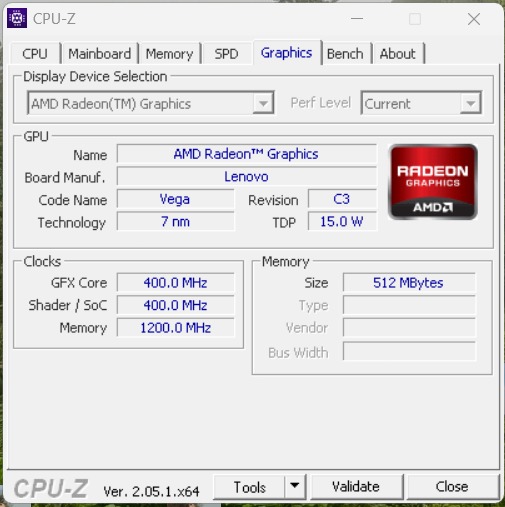 CPU-Z
CPU Mainboard Memory SPD Graphics Bench About
Display Device Selection
AMD Radeon(TM) Graphics Perf Level Current
GPU
Name AMD Radeon™ Graphics
Board Manuf. Lenovo
Code Name Vega Revision C3
Technology 7 nm TDP 15.0 W
RADEON
GRAPHICS
AMD
Clocks
GFX Core 400.0 MHz
Shader / SoC 400.0 MHz
Memory 1200.0 MHz
Memory
Size 512 MBytes
Type
Vendor
Bus Width
CPU-Z Ver. 2.05.1.x64 Tools Validate Close